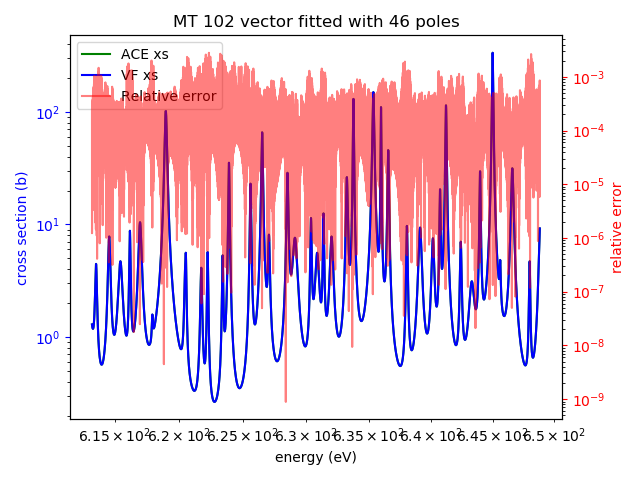 MT 102 vector fitted with 46 poles
ACE xs
VF xs
Relative error
cross section (b)
10²
10¹
10⁰
relative error
10⁻³
10⁻⁴
10⁻⁵
10⁻⁶
10⁻⁷
10⁻⁸
10⁻⁹
6.15 × 10² 6.2 × 10² 6.25 × 10² 6.3 × 10² 6.35 × 10² 6.4 × 10² 6.45 × 10² 6.5 × 10²
energy (eV)